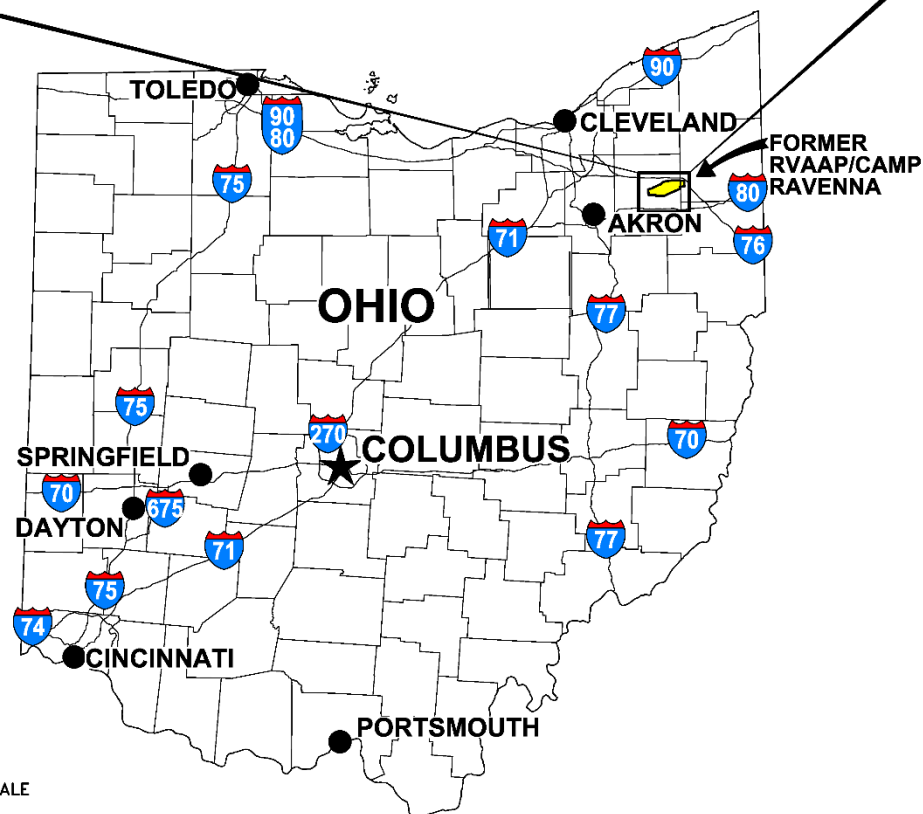 90
TOLEDO
90
80
CLEVELAND
FORMER
RVAAP/CAMP
RAVENNA
75
80
AKRON
71
76
OHIO
77
75
270
COLUMBUS
70
SPRINGFIELD
70
675
DAYTON
77
71
75
74
CINCINNATI
PORTSMOUTH
ALE